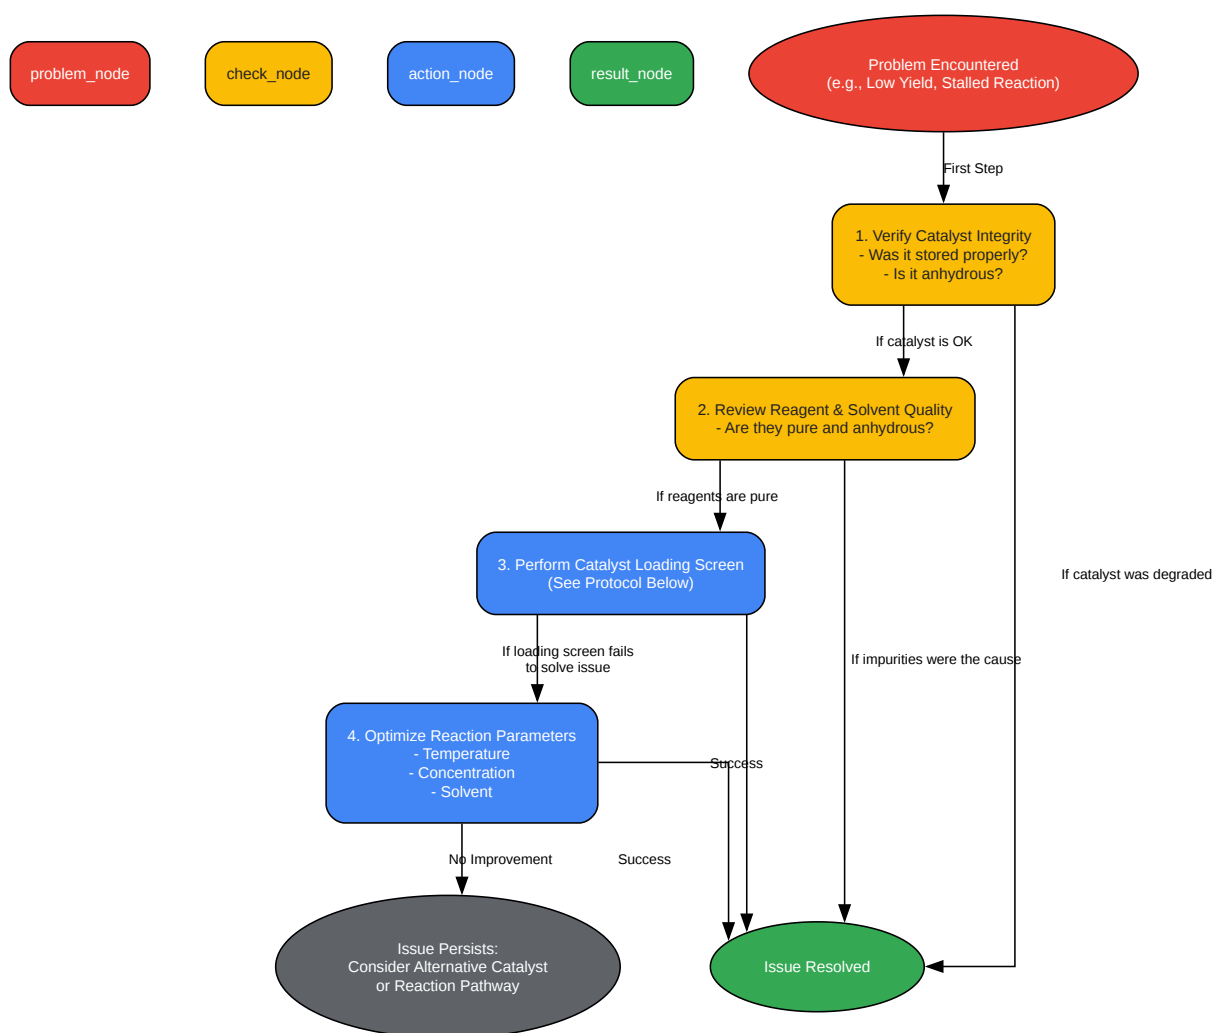 problem_node
check_node
action_node
result_node
Problem Encountered
(e.g., Low Yield, Stalled Reaction)
First Step
1. Verify Catalyst Integrity
- Was it stored properly?
- Is it anhydrous?
If catalyst is OK
2. Review Reagent & Solvent Quality
- Are they pure and anhydrous?
If reagents are pure
3. Perform Catalyst Loading Screen
(See Protocol Below)
If catalyst was degraded
If loading screen fails
to solve issue
If impurities were the cause
4. Optimize Reaction Parameters
- Temperature
- Concentration
- Solvent
Success
No Improvement
Success
Issue Persists:
Consider Alternative Catalyst
or Reaction Pathway
Issue Resolved